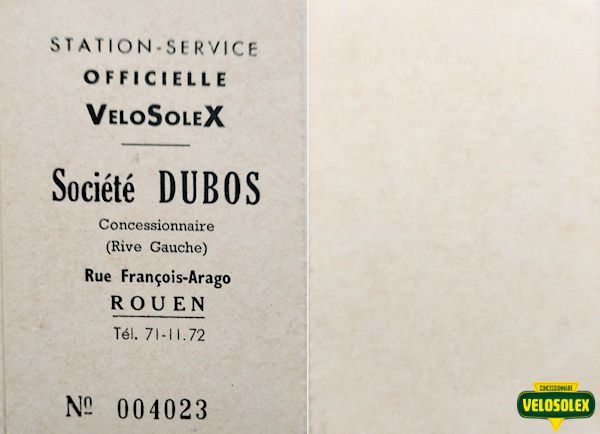 STATION-SERVICE
OFFICIELLE
VELOSOLEX
Société DUBOS
Concessionnaire
(Rive Gauche)
Rue François-Arago
ROUEN
Tél. 71-11.72
Nº 004023
CONCESSIONNAIRE
VELOSOLEX